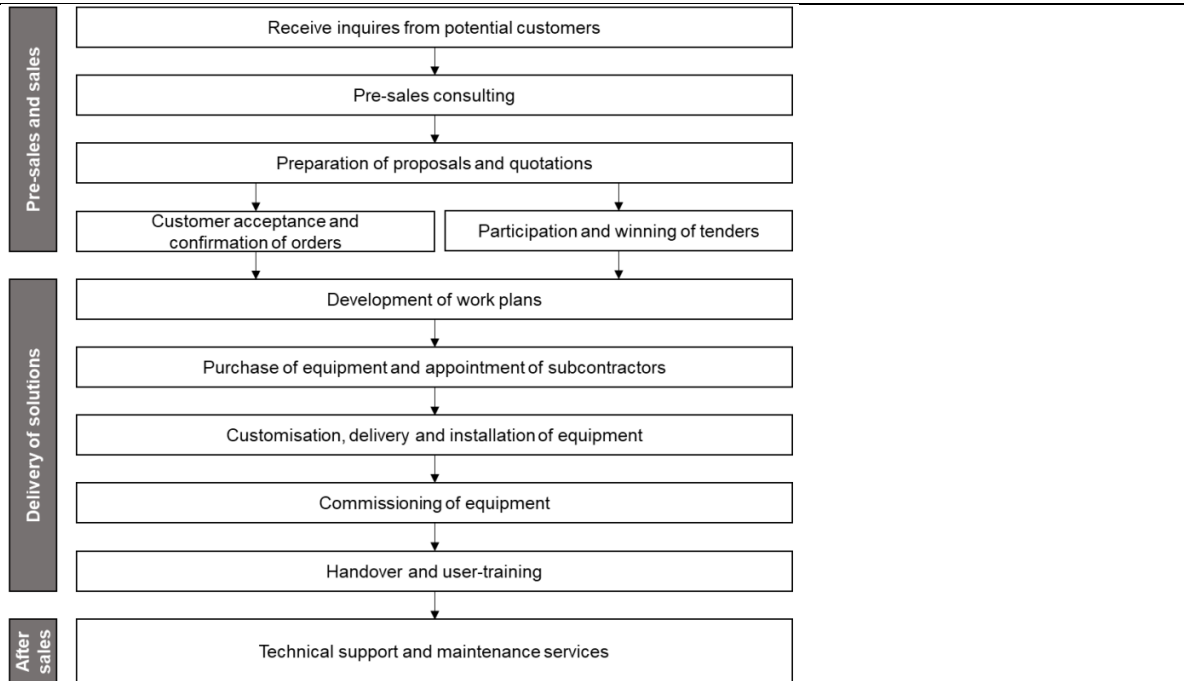 Pre-sales and sales
Receive inquires from potential customers
Pre-sales consulting
Preparation of proposals and quotations
Customer acceptance and
confirmation of orders
Participation and winning of tenders
Delivery of solutions
Development of work plans
Purchase of equipment and appointment of subcontractors
Customisation, delivery and installation of equipment
Commissioning of equipment
Handover and user-training
After
sales
Technical support and maintenance services